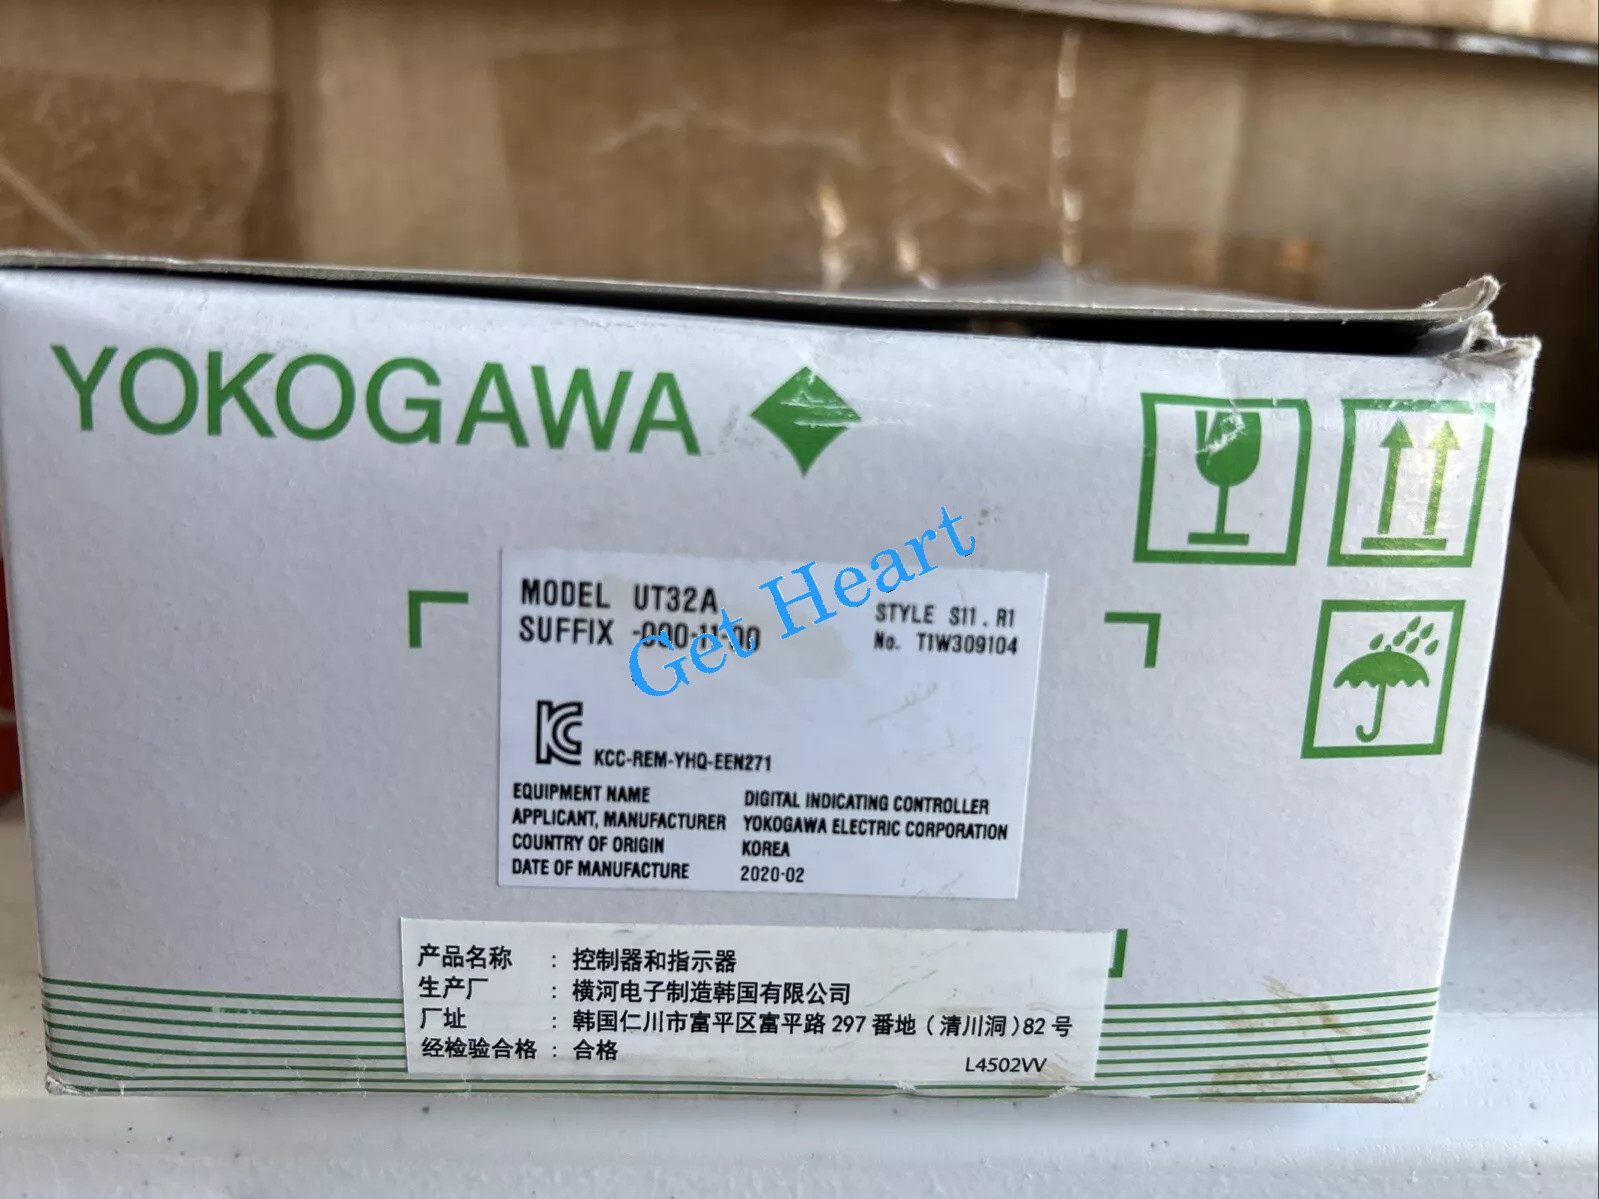 YOKOGAWA
MODEL UT32A
SUFFIX -000-11-00
STYLE S11.R1
No. T1W309104
Get Heart
KC
KCC-REM-YHQ-EEN271
EQUIPMENT NAME DIGITAL INDICATING CONTROLLER
APPLICANT, MANUFACTURER YOKOGAWA ELECTRIC CORPORATION
COUNTRY OF ORIGIN KOREA
DATE OF MANUFACTURE 2020-02
产品名称 : 控制器和指示器
生产厂 : 横河电子制造韩国有限公司
厂址 : 韩国仁川市富平区富平路 297 番地 (清川洞) 82 号
经检验合格 : 合格
L4502VV